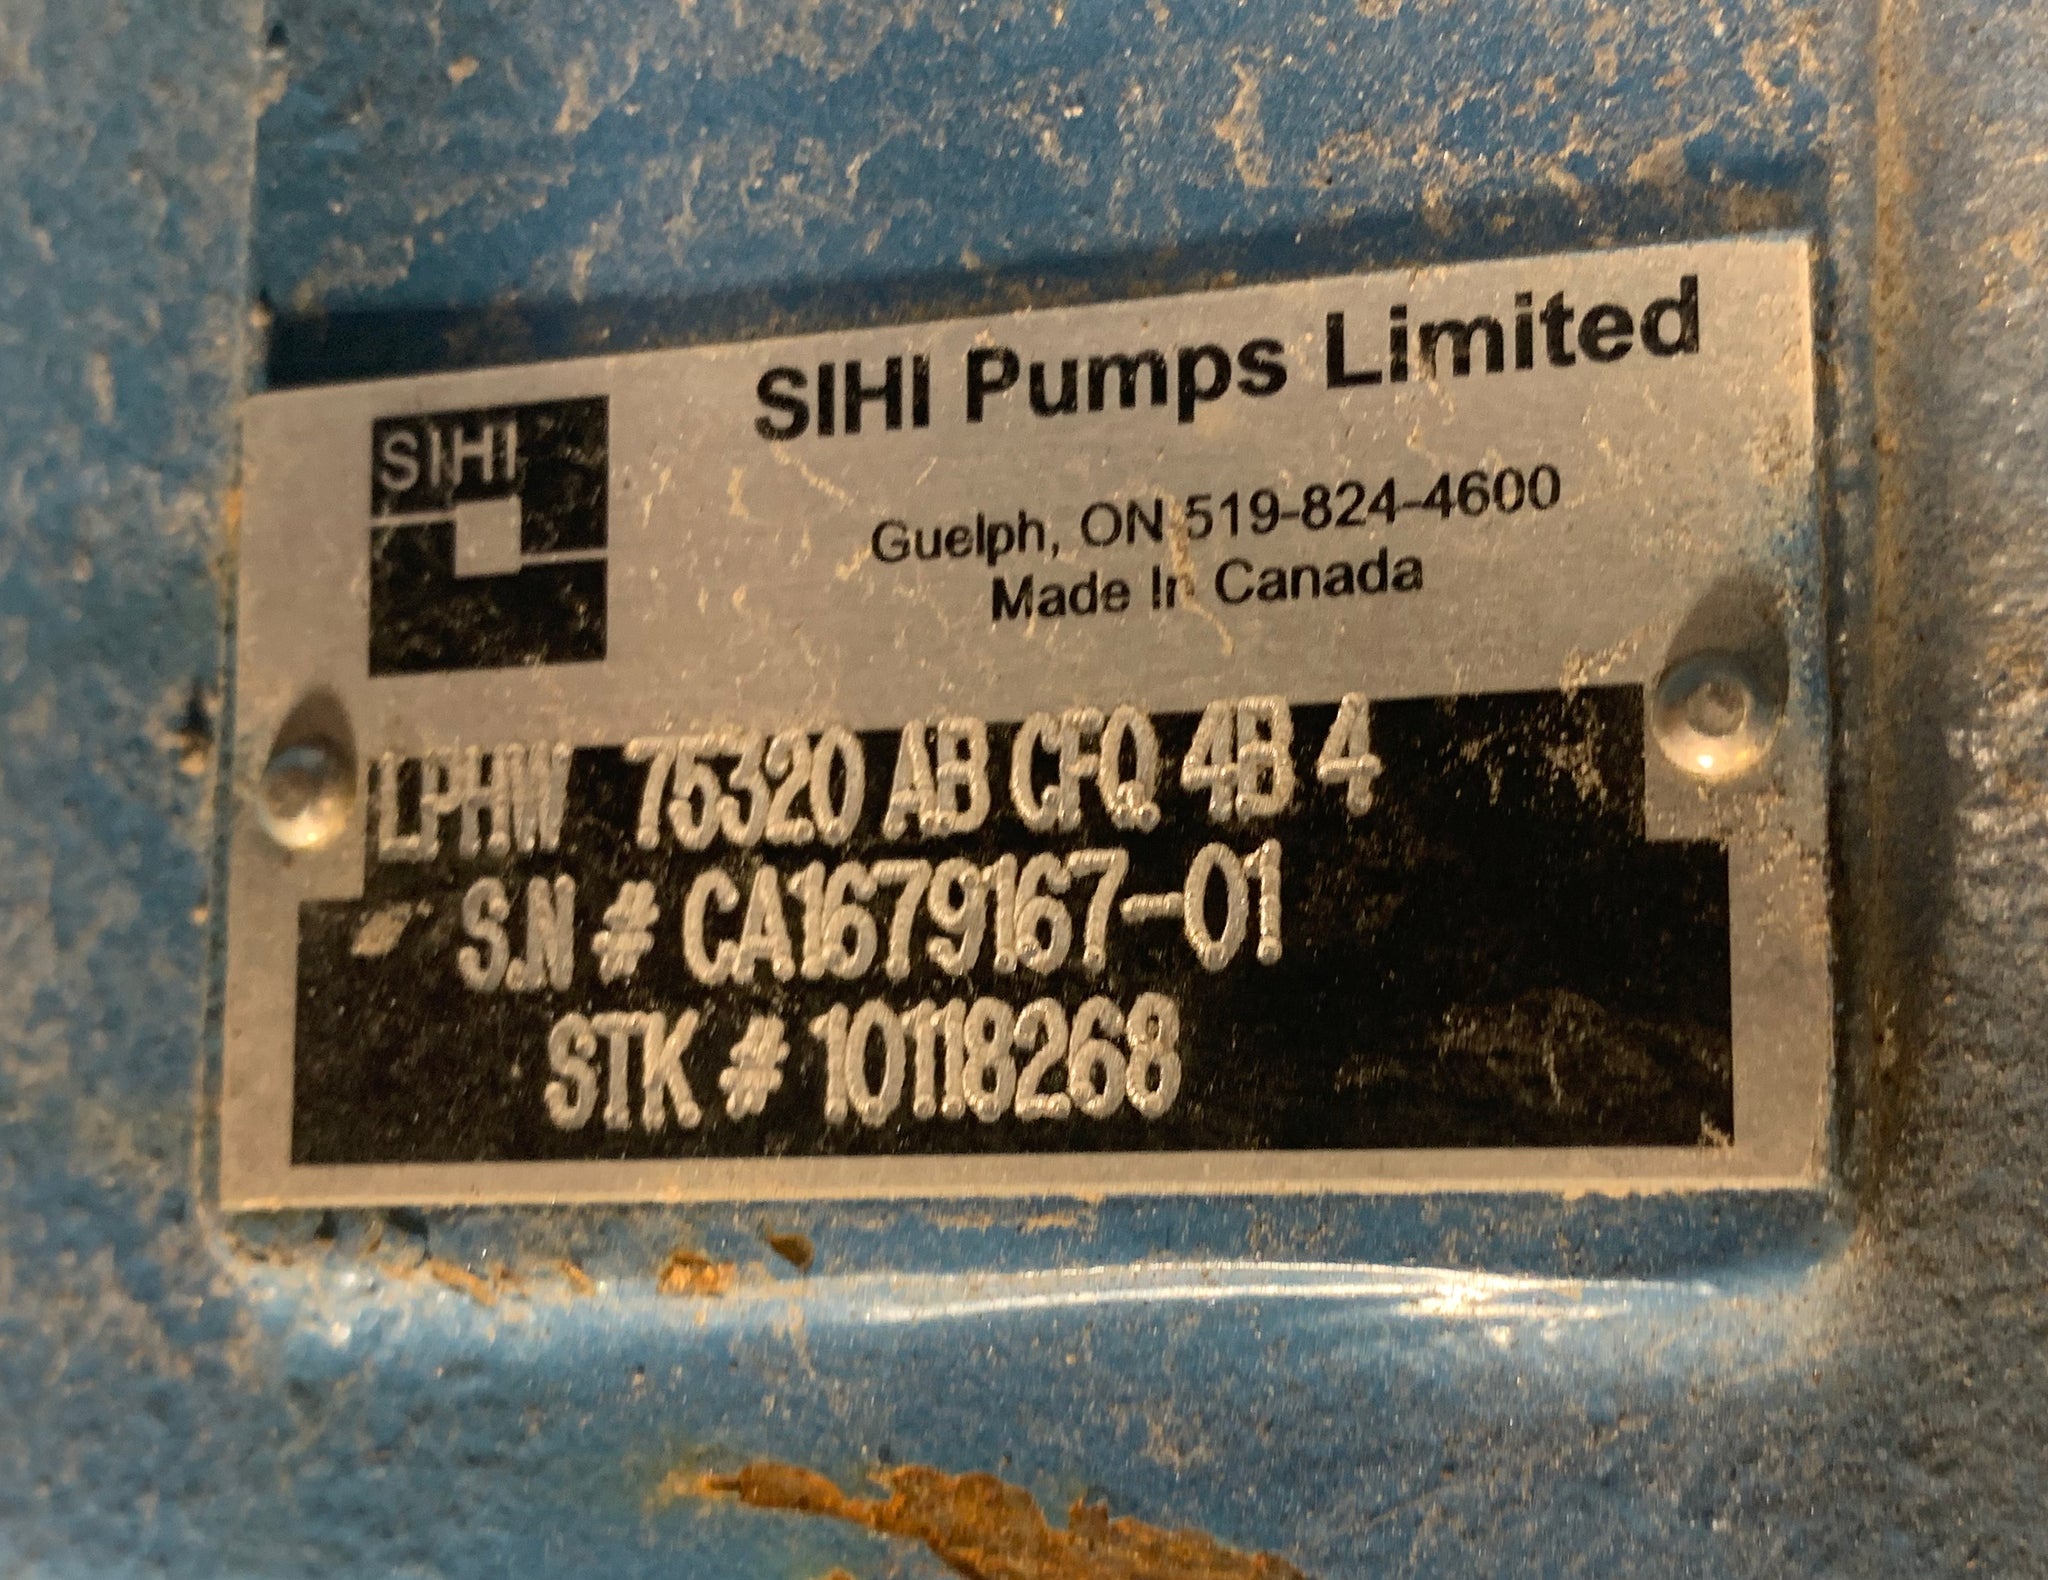 SIHI Pumps Limited
SIHI
Guelph, ON 519-824-4600
Made In Canada
LPHW 75320 AB CFQ 4B 4
S.N # CA1679167-01
STK # 10118268